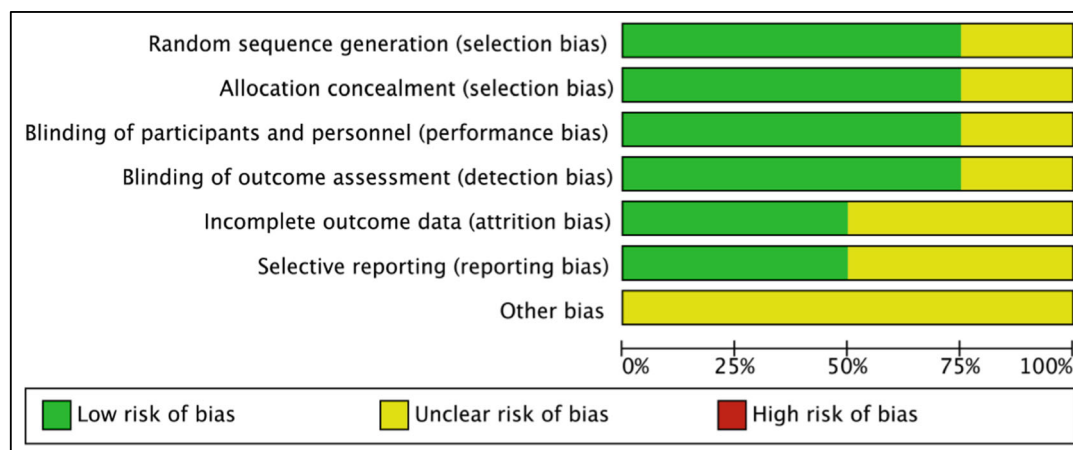 Random sequence generation (selection bias)
Allocation concealment (selection bias)
Blinding of participants and personnel (performance bias)
Blinding of outcome assessment (detection bias)
Incomplete outcome data (attrition bias)
Selective reporting (reporting bias)
Other bias
0% 25% 50% 75% 100%
Low risk of bias Unclear risk of bias High risk of bias